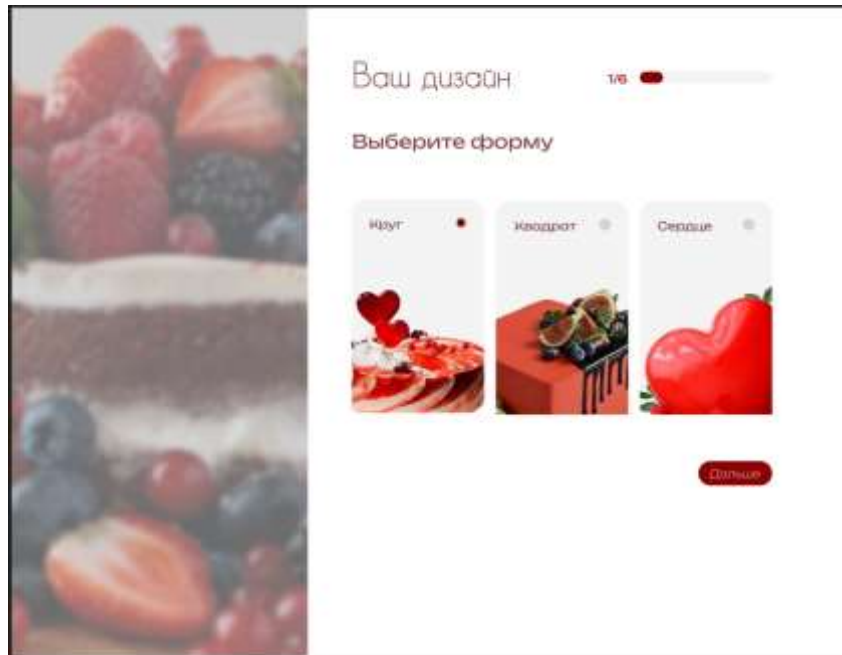 Ваш дизайн
1/6
Выберите форму
Круг
Квадрат
Сердце
Дальше